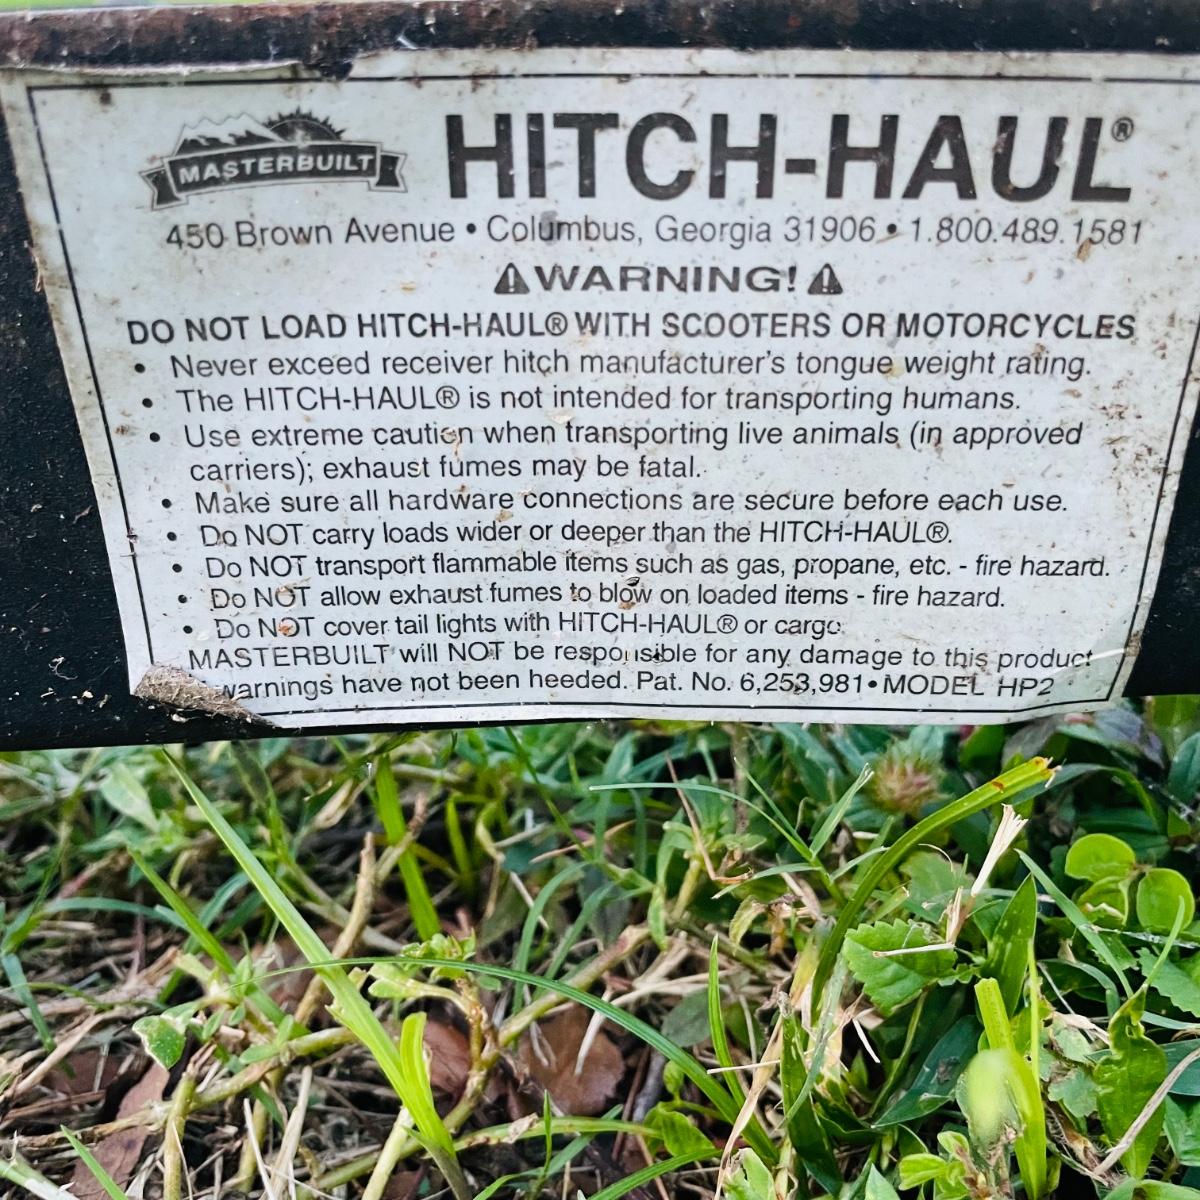 MASTERBUILT HITCH-HAUL®
450 Brown Avenue • Columbus, Georgia 31906 • 1.800.489.1581
⚠WARNING!⚠
DO NOT LOAD HITCH-HAUL® WITH SCOOTERS OR MOTORCYCLES
• Never exceed receiver hitch manufacturer's tongue weight rating.
• The HITCH-HAUL® is not intended for transporting humans.
• Use extreme caution when transporting live animals (in approved
carriers); exhaust fumes may be fatal.
• Make sure all hardware connections are secure before each use.
• Do NOT carry loads wider or deeper than the HITCH-HAUL®.
• Do NOT transport flammable items such as gas, propane, etc. - fire hazard.
• Do NOT allow exhaust fumes to blow on loaded items - fire hazard.
• Do NOT cover tail lights with HITCH-HAUL® or cargo
MASTERBUILT will NOT be responsible for any damage to this product
warnings have not been heeded. Pat. No. 6,253,981 • MODEL HP2